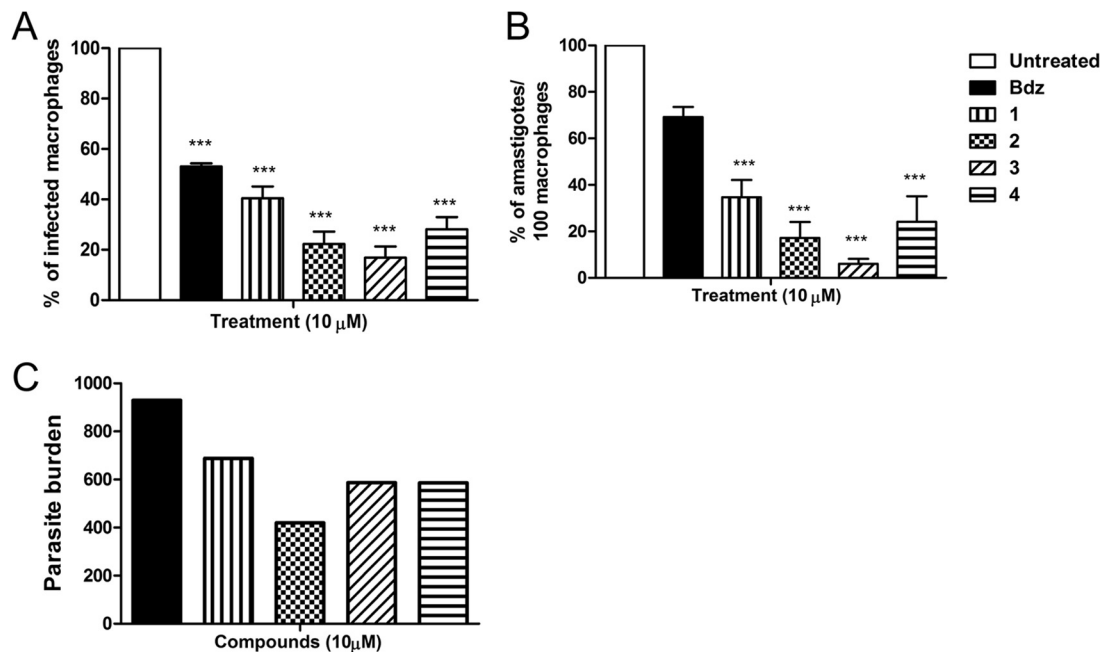 A
% of infected macrophages
100
80
60
40
20
0
***
***
***
***
***
Treatment (10 μM)
B
% of amastigotes/
100 macrophages
100
80
60
40
20
0
***
***
***
***
Treatment (10 μM)
Untreated
Bdz
1
2
3
4
C
Parasite burden
1000
800
600
400
200
0
Compounds (10μM)